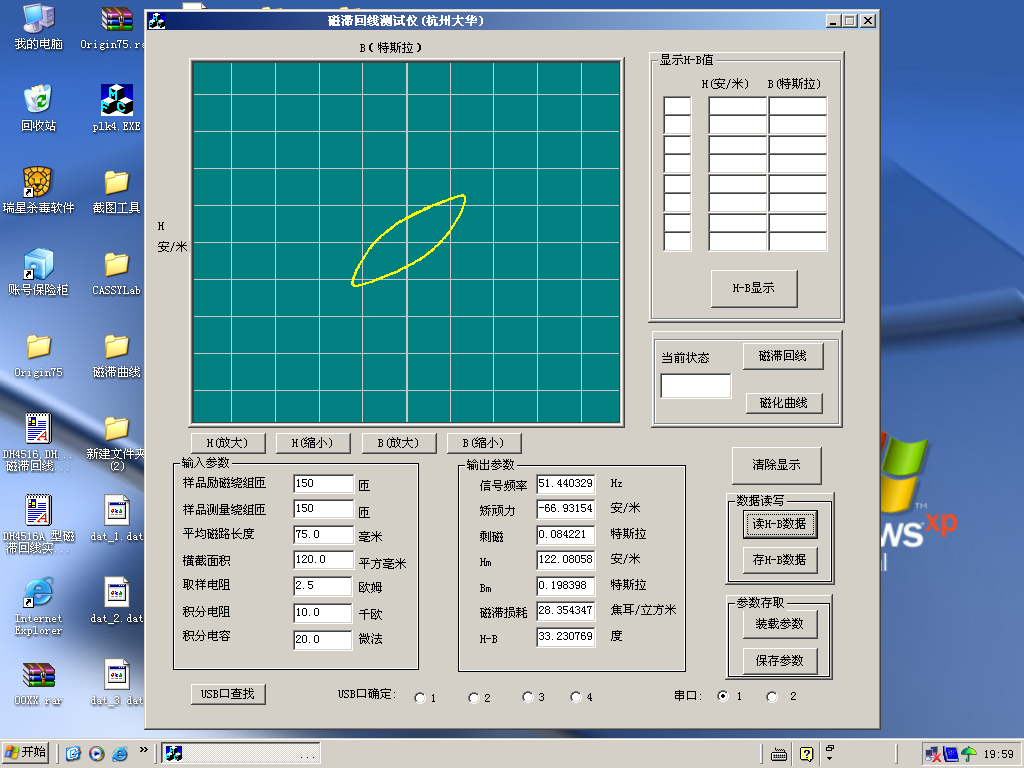 磁滞回线测试仪(杭州大华)
我的电脑
Origin75.ra
回收站
p1k4.EXE
瑞星杀毒软件
截图工具
账号保险柜
CASSYLab
Origin75
磁滞曲线
DH4516_DH...
磁滞回线...
新建文件夹
(2)
DH4516A_型磁
滞回线实...
dat_1.dat
Internet
Explorer
dat_2.dat
OOXX.rar
dat_3.dat
B(特斯拉)
H
安/米
H(放大)
H(缩小)
B(放大)
B(缩小)
显示H-B值
H(安/米)
B(特斯拉)
H-B显示
当前状态
磁滞回线
磁化曲线
输入参数
样品励磁绕组匝 150 匝
样品测量绕组匝 150 匝
平均磁路长度 75.0 毫米
横截面积 120.0 平方毫米
取样电阻 2.5 欧姆
积分电阻 10.0 千欧
积分电容 20.0 微法
输出参数
信号频率 51.440329 Hz
矫顽力 -66.93154 安/米
剩磁 0.084221 特斯拉
Hm 122.08058 安/米
Bm 0.198398 特斯拉
磁滞损耗 28.354347 焦耳/立方米
H-B 33.230769 度
清除显示
数据读写
读H-B数据
存H-B数据
参数存取
装载参数
保存参数
USB口查找
USB口确定: 1 2 3 4
串口: 1 2
ws xp
TM
开始
»
...
19:59